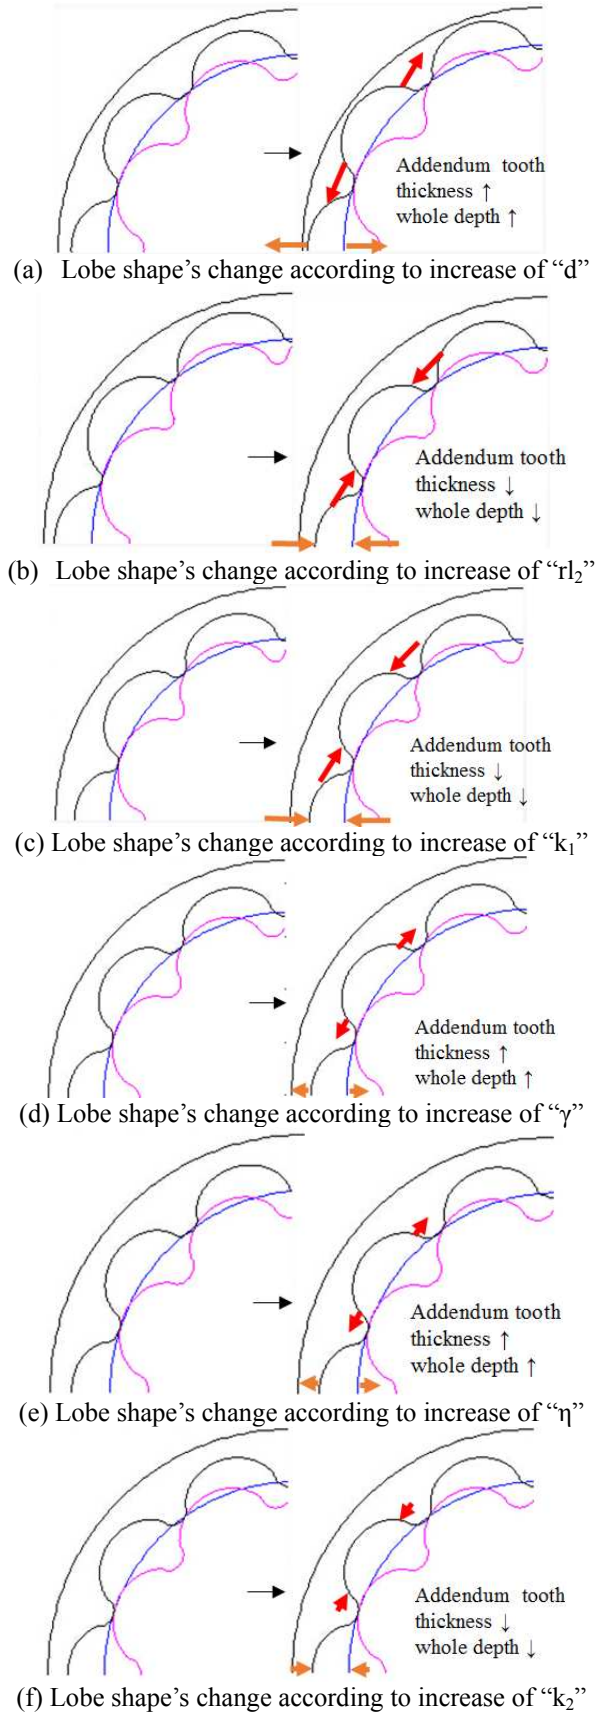 Addendum tooth
thickness ↑
whole depth ↑
(a) Lobe shape's change according to increase of “d”
Addendum tooth
thickness ↓
whole depth ↓
(b) Lobe shape's change according to increase of “rl₂”
Addendum tooth
thickness ↓
whole depth ↓
(c) Lobe shape's change according to increase of “k₁”
Addendum tooth
thickness ↑
whole depth ↑
(d) Lobe shape's change according to increase of “γ”
Addendum tooth
thickness ↑
whole depth ↑
(e) Lobe shape's change according to increase of “η”
Addendum tooth
thickness ↓
whole depth ↓
(f) Lobe shape's change according to increase of “k₂”